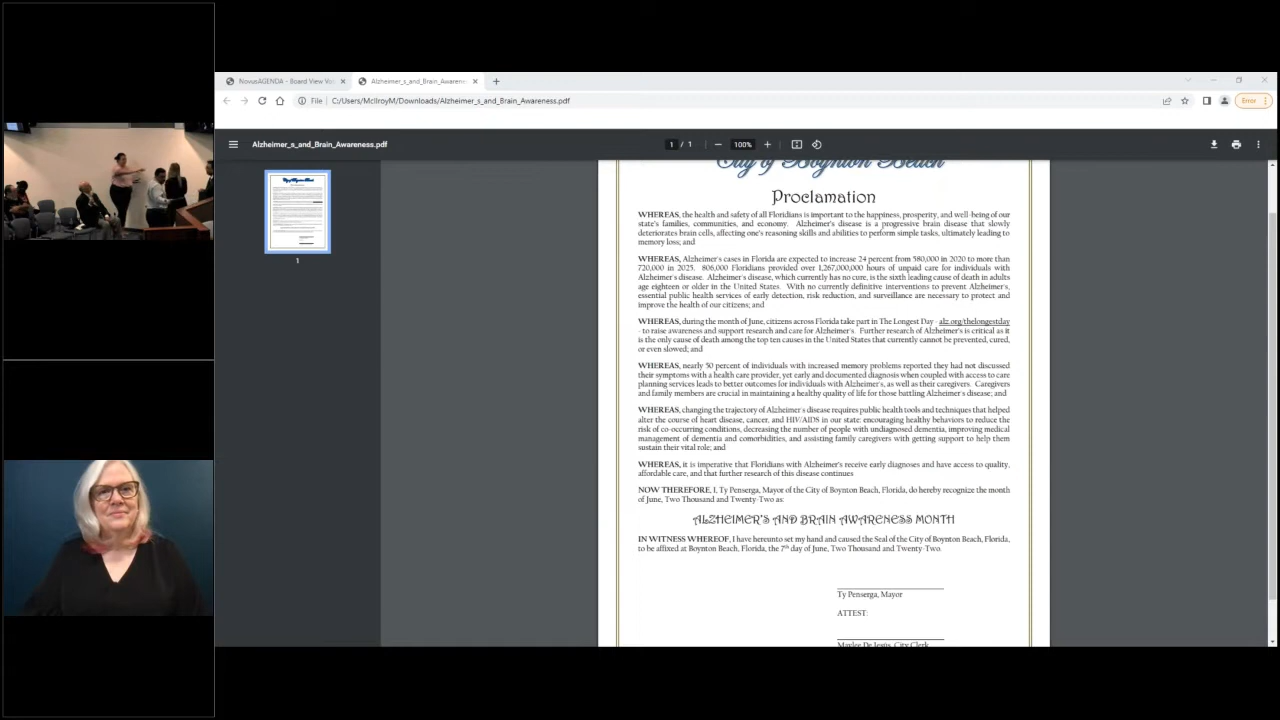 NovusAGENDA - Board View Vo
Alzheimer_s_and_Brain_Awarene
File
C:/Users/McIlroyM/Downloads/Alzheimer_s_and_Brain_Awareness.pdf
Error
Alzheimer_s_and_Brain_Awareness.pdf
1 / 1
100%
1
City of Boynton Beach
Proclamation
WHEREAS, the health and safety of all Floridians is important to the happiness, prosperity, and well-being of our
state's families, communities, and economy. Alzheimer's disease is a progressive brain disease that slowly
deteriorates brain cells, affecting one's reasoning skills and abilities to perform simple tasks, ultimately leading to
memory loss; and
WHEREAS, Alzheimer's cases in Florida are expected to increase 24 percent from 580,000 in 2020 to more than
720,000 in 2025. 806,000 Floridians provided over 1,267,000,000 hours of unpaid care for individuals with
Alzheimer's disease. Alzheimer's disease, which currently has no cure, is the sixth leading cause of death in adults
age eighteen or older in the United States. With no currently definitive interventions to prevent Alzheimer's,
essential public health services of early detection, risk reduction, and surveillance are necessary to protect and
improve the health of our citizens; and
WHEREAS, during the month of June, citizens across Florida take part in The Longest Day - alz.org/thelongestday
- to raise awareness and support research and care for Alzheimer's. Further research of Alzheimer's is critical as it
is the only cause of death among the top ten causes in the United States that currently cannot be prevented, cured,
or even slowed; and
WHEREAS, nearly 50 percent of individuals with increased memory problems reported they had not discussed
their symptoms with a health care provider, yet early and documented diagnosis when coupled with access to care
planning services leads to better outcomes for individuals with Alzheimer's, as well as their caregivers. Caregivers
and family members are crucial in maintaining a healthy quality of life for those battling Alzheimer's disease; and
WHEREAS, changing the trajectory of Alzheimer's disease requires public health tools and techniques that helped
alter the course of heart disease, cancer, and HIV/AIDS in our state: encouraging healthy behaviors to reduce the
risk of co-occurring conditions, decreasing the number of people with undiagnosed dementia, improving medical
management of dementia and comorbidities, and assisting family caregivers with getting support to help them
sustain their vital role; and
WHEREAS, it is imperative that Floridians with Alzheimer's receive early diagnoses and have access to quality,
affordable care, and that further research of this disease continues
NOW THEREFORE, I, Ty Penserga, Mayor of the City of Boynton Beach, Florida, do hereby recognize the month
of June, Two Thousand and Twenty-Two as:
ALZHEIMER'S AND BRAIN AWARENESS MONTH
IN WITNESS WHEREOF, I have hereunto set my hand and caused the Seal of the City of Boynton Beach, Florida,
to be affixed at Boynton Beach, Florida, the 7th day of June, Two Thousand and Twenty-Two.
Ty Penserga, Mayor
ATTEST:
Maylee De Jesus, City Clerk